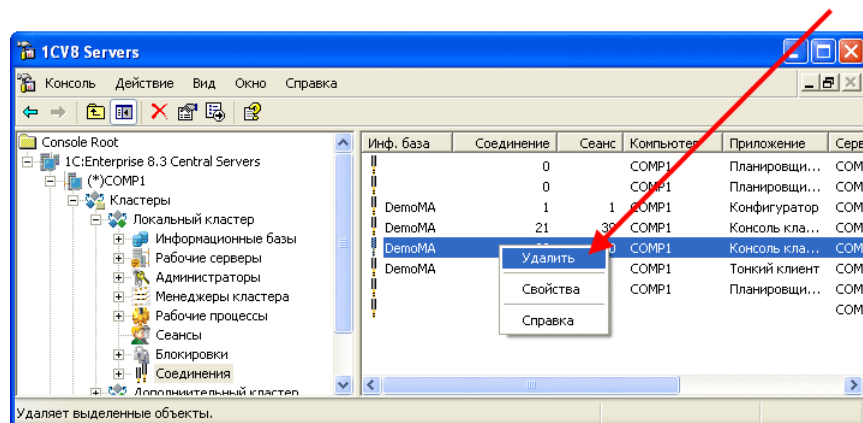 1CV8 Servers
Консоль Действие Вид Окно Справка
Console Root
1C:Enterprise 8.3 Central Servers
(*)COMP1
Кластеры
Локальный кластер
Информационные базы
Рабочие серверы
Администраторы
Менеджеры кластера
Рабочие процессы
Сеансы
Блокировки
Соединения
Дополнительный кластер
Инф. база Соединение Сеанс Компьютер Приложение Серв
0 COMP1 Планировщи... COM
0 COMP1 Планировщи... COM
DemoMA 1 1 COMP1 Конфигуратор COM
DemoMA 21 39 COMP1 Консоль кла... COM
DemoMA COMP1 Консоль кла... COM
DemoMA COMP1 Тонкий клиент COM
COMP1 Планировщи... COM
COM
Удалить
Свойства
Справка
Удаляет выделенные объекты.